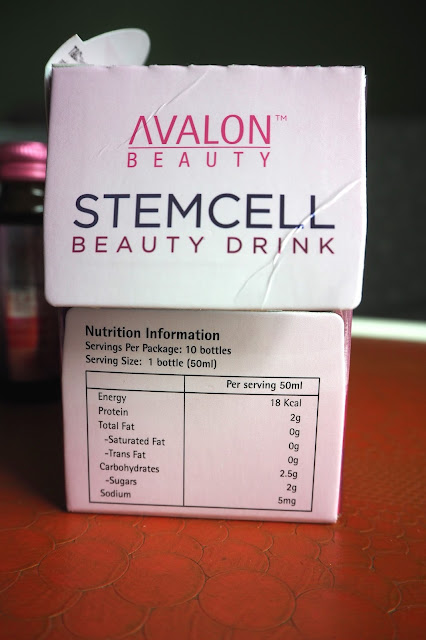 AVALON™
BEAUTY
STEMCELL
BEAUTY DRINK
Nutrition Information
Servings Per Package: 10 bottles
Serving Size: 1 bottle (50ml)
Per serving 50ml
Energy 18 Kcal
Protein 2g
Total Fat 0g
-Saturated Fat 0g
-Trans Fat 0g
Carbohydrates 2.5g
-Sugars 2g
Sodium 5mg